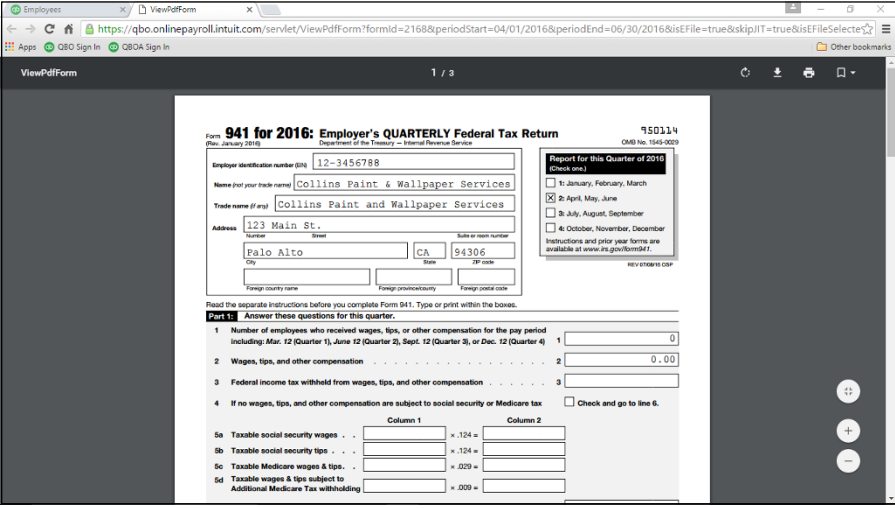 Employees
ViewPdfForm
https://qbo.onlinepayroll.intuit.com/servlet/ViewPdfForm?formId=2168&periodStart=04/01/2016&periodEnd=06/30/2016&isEFile=true&skipJIT=true&isEFileSelecte
Apps QBO Sign In QBOA Sign In Other bookmarks
ViewPdfForm 1 / 3
Form 941 for 2016: Employer's QUARTERLY Federal Tax Return 950114
(Rev. January 2016) Department of the Treasury — Internal Revenue Service OMB No. 1545-0029
Employer identification number (EIN) 12-3456788
Name (not your trade name) Collins Paint & Wallpaper Services
Trade name (if any) Collins Paint and Wallpaper Services
Address 123 Main St.
Number Street Suite or room number
Palo Alto CA 94306
City State ZIP code
Foreign country name Foreign province/county Foreign postal code
Report for this Quarter of 2016
(Check one.)
1: January, February, March
X 2: April, May, June
3: July, August, September
4: October, November, December
Instructions and prior year forms are
available at www.irs.gov/form941.
Read the separate instructions before you complete Form 941. Type or print within the boxes.
Part 1: Answer these questions for this quarter.
1 Number of employees who received wages, tips, or other compensation for the pay period
including: Mar. 12 (Quarter 1), June 12 (Quarter 2), Sept. 12 (Quarter 3), or Dec. 12 (Quarter 4) 1 0
2 Wages, tips, and other compensation . . . . . . . . . . . . . . . . . 2 0.00
3 Federal income tax withheld from wages, tips, and other compensation . . . . . . 3
4 If no wages, tips, and other compensation are subject to social security or Medicare tax Check and go to line 6.
Column 1 Column 2
5a Taxable social security wages . . × .124 =
5b Taxable social security tips . . . × .124 =
5c Taxable Medicare wages & tips. . × .029 =
5d Taxable wages & tips subject to
Additional Medicare Tax withholding × .009 =